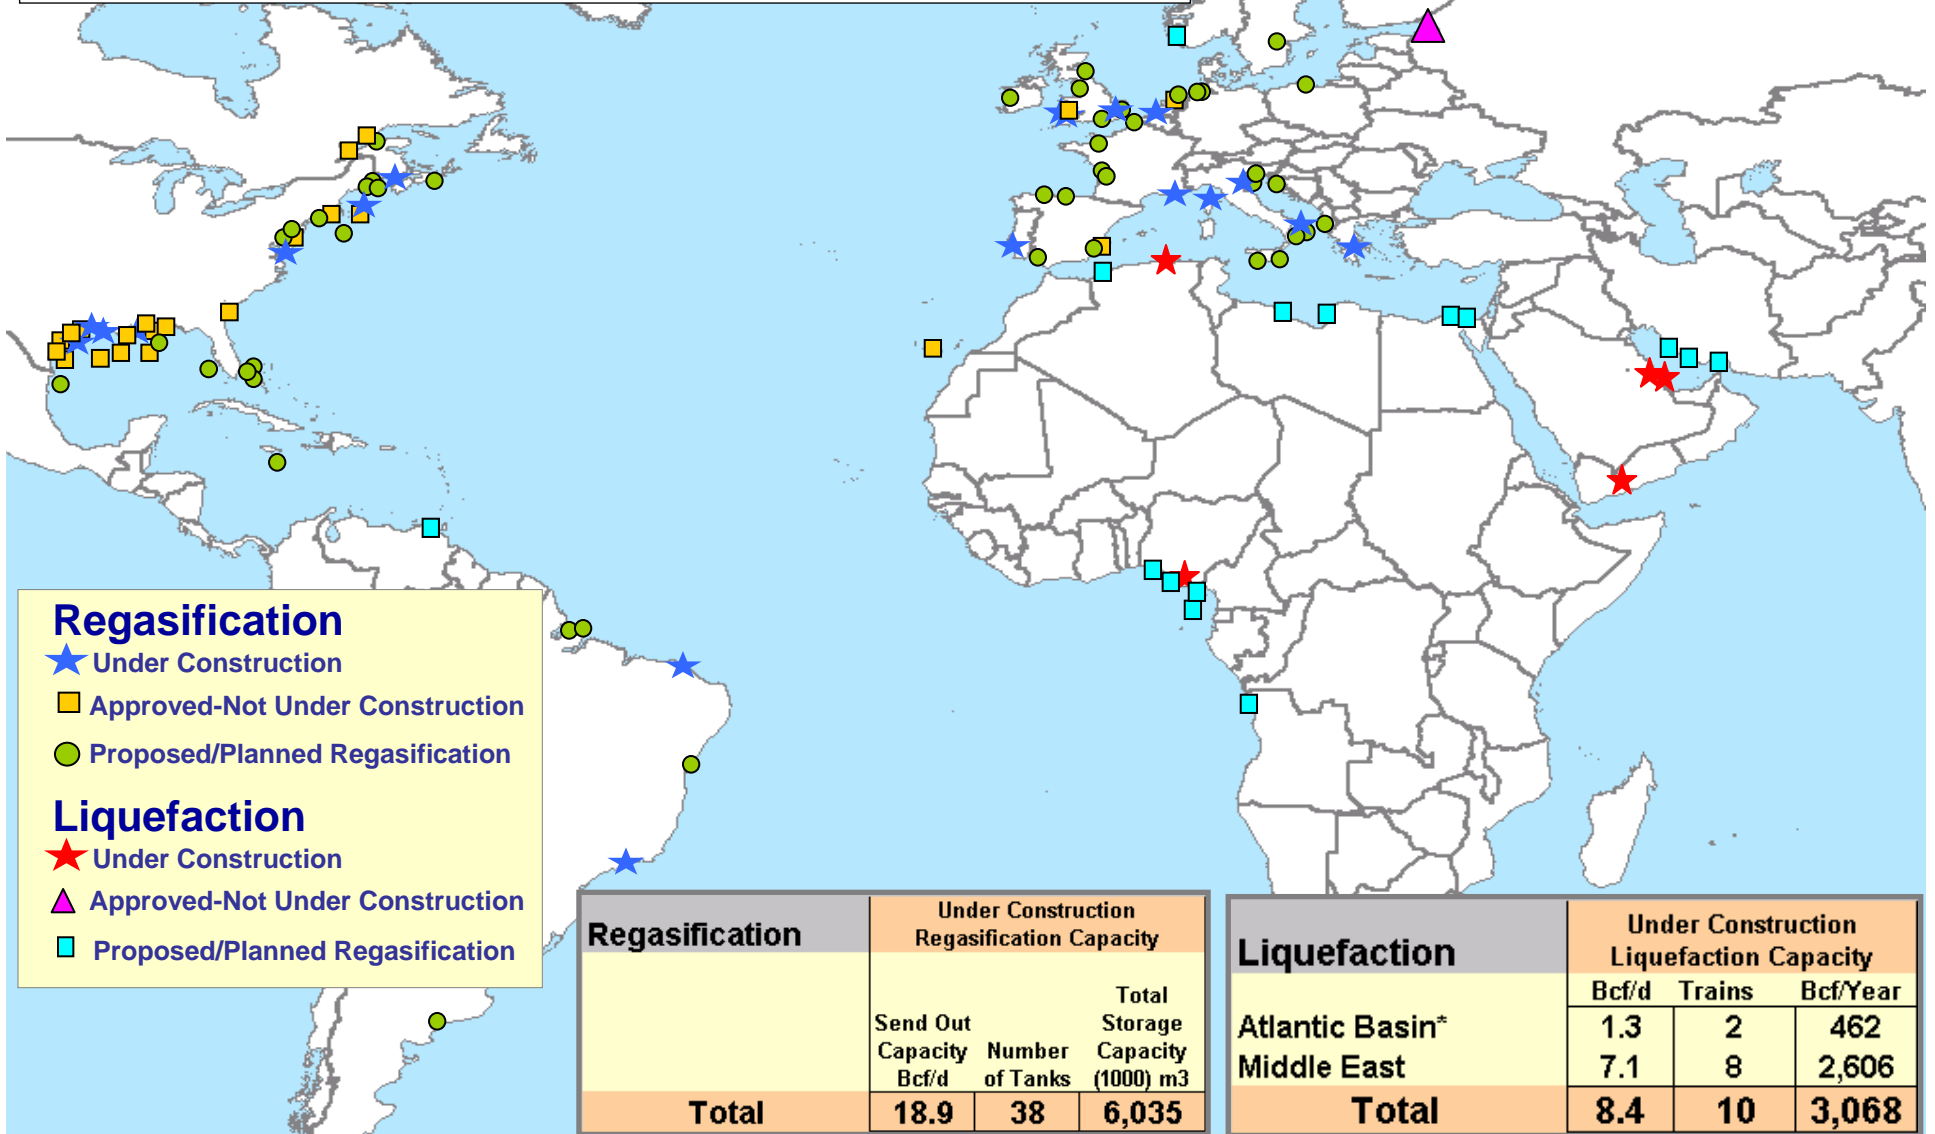 Regasification
Under Construction
Approved-Not Under Construction
Proposed/Planned Regasification
Liquefaction
Under Construction
Approved-Not Under Construction
Proposed/Planned Regasification
Regasification
Under Construction
Regasification Capacity
Send Out
Capacity
Bcf/d
Number
of Tanks
Total
Storage
Capacity
(1000) m3
Total 18.9 38 6,035
Liquefaction
Under Construction
Liquefaction Capacity
Bcf/d Trains Bcf/Year
Atlantic Basin* 1.3 2 462
Middle East 7.1 8 2,606
Total 8.4 10 3,068